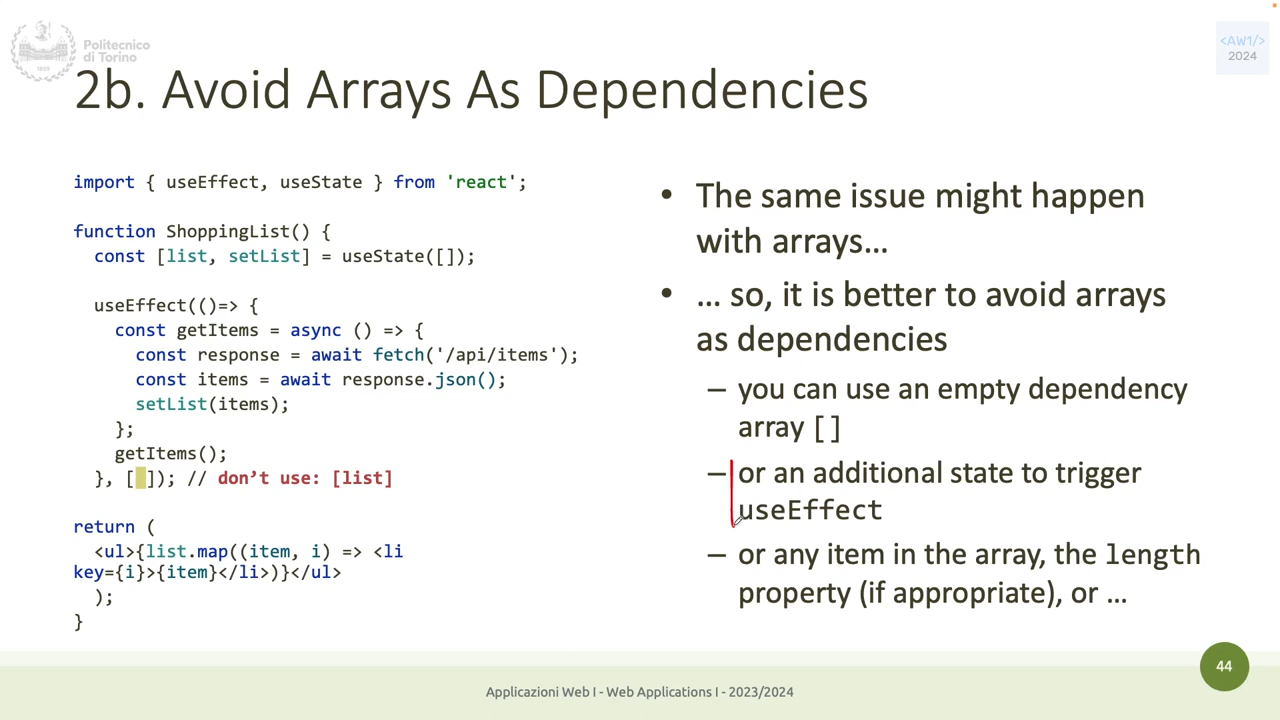 Politecnico
di Torino
1859
<AW1/>
2024
2b. Avoid Arrays As Dependencies
import { useEffect, useState } from 'react';
function ShoppingList() {
const [list, setList] = useState([]);
useEffect(()=> {
const getItems = async () => {
const response = await fetch('/api/items');
const items = await response.json();
setList(items);
};
getItems();
}, [ ]); // don’t use: [list]
return (
<ul>{list.map((item, i) => <li
key={i}>{item}</li>)}</ul>
);
}
• The same issue might happen
with arrays…
• … so, it is better to avoid arrays
as dependencies
– you can use an empty dependency
array []
– or an additional state to trigger
useEffect
– or any item in the array, the length
property (if appropriate), or …
44
Applicazioni Web I - Web Applications I - 2023/2024